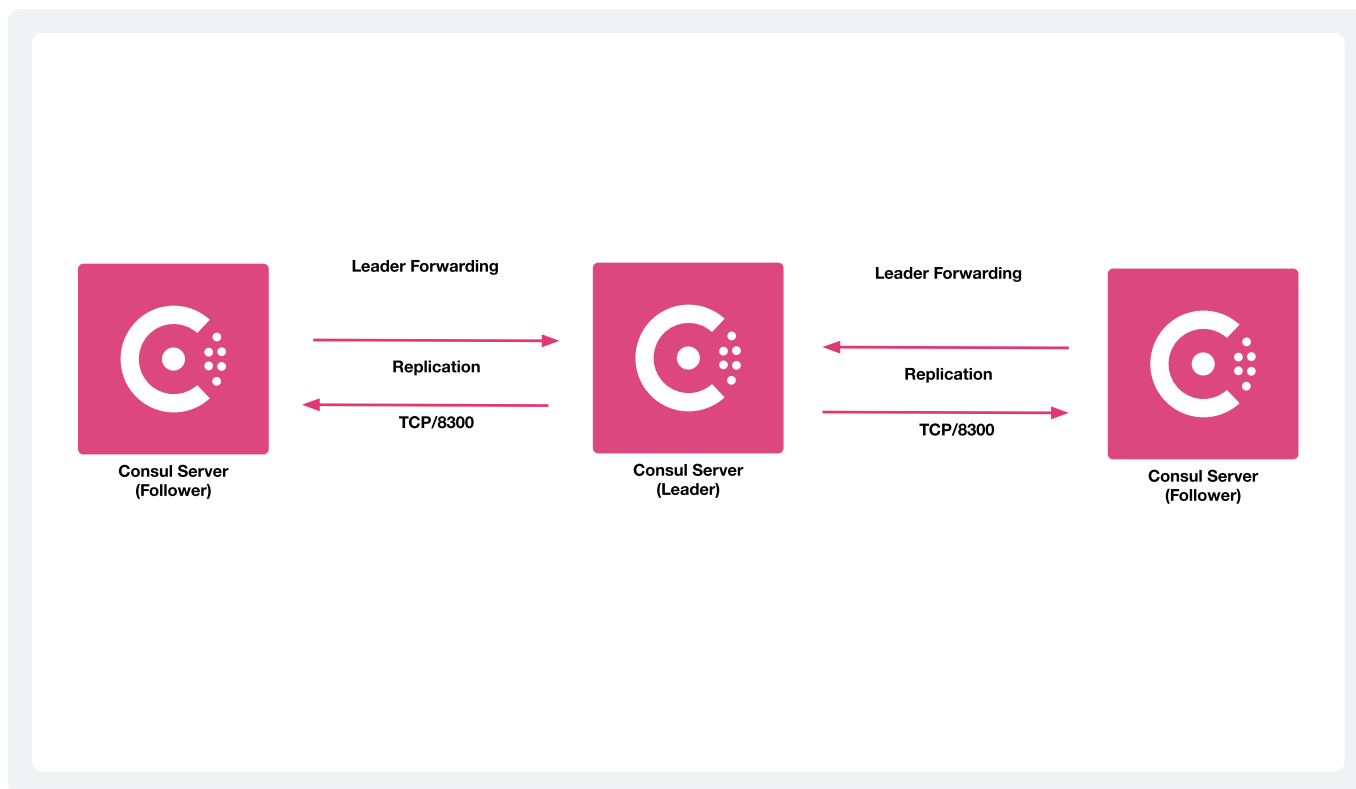 Leader Forwarding
Leader Forwarding
Replication
Replication
TCP/8300
TCP/8300
Consul Server
(Follower)
Consul Server
(Leader)
Consul Server
(Follower)